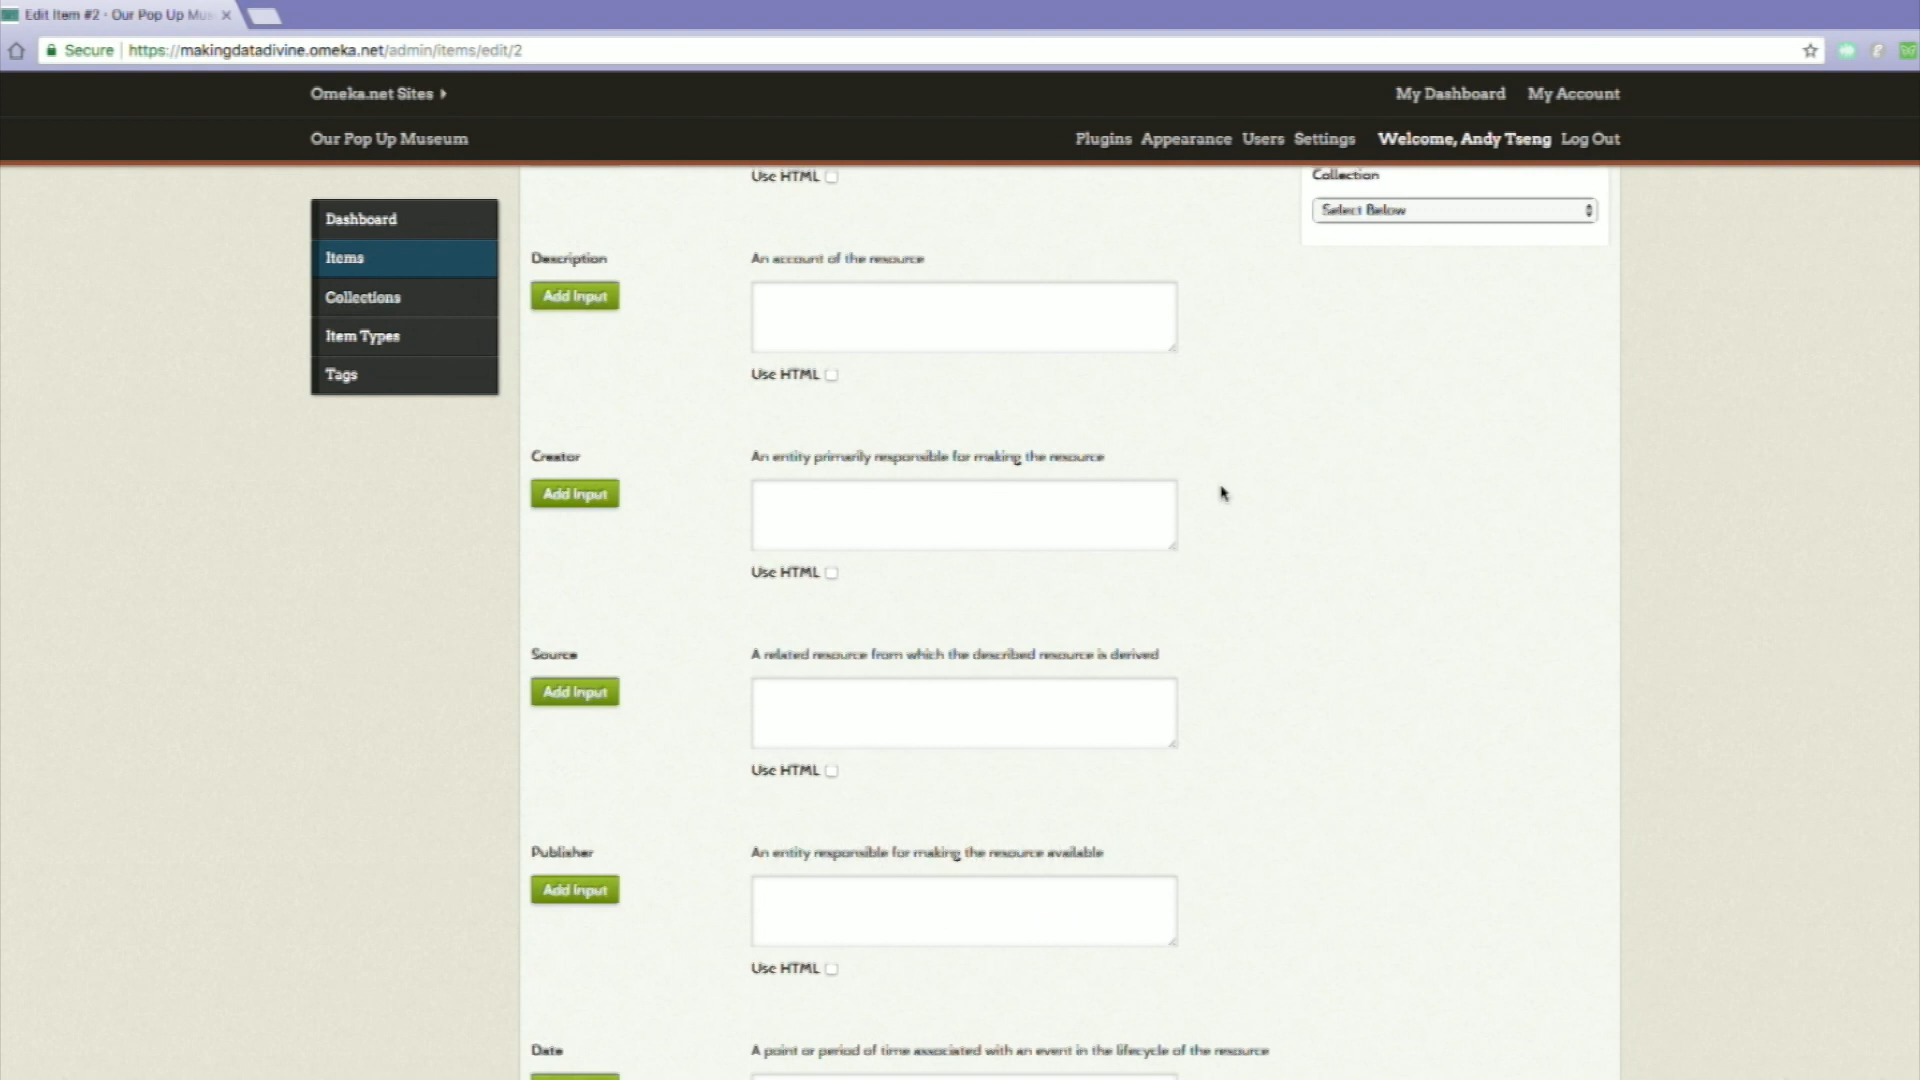 Edit Item #2 · Our Pop Up Mus
Secure | https://makingdatadivine.omeka.net/admin/items/edit/2
Omeka.net Sites
My Dashboard My Account
Our Pop Up Museum
Plugins Appearance Users Settings Welcome, Andy Tseng Log Out
Use HTML
Collection
Select Below
Dashboard
Items
Collections
Item Types
Tags
Description
An account of the resource
Add Input
Use HTML
Creator
An entity primarily responsible for making the resource
Add Input
Use HTML
Source
A related resource from which the described resource is derived
Add Input
Use HTML
Publisher
An entity responsible for making the resource available
Add Input
Use HTML
Date
A point or period of time associated with an event in the lifecycle of the resource